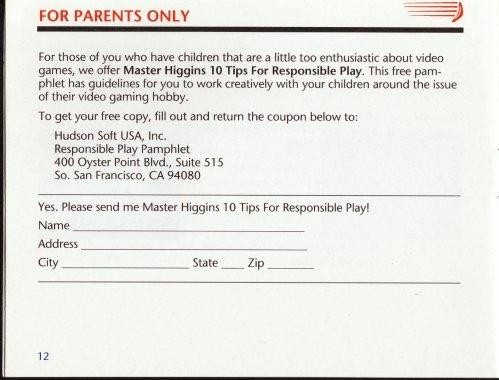 FOR PARENTS ONLY
For those of you who have children that are a little too enthusiastic about video
games, we offer Master Higgins 10 Tips For Responsible Play. This free pam-
phlet has guidelines for you to work creatively with your children around the issue
of their video gaming hobby.
To get your free copy, fill out and return the coupon below to:
Hudson Soft USA, Inc.
Responsible Play Pamphlet
400 Oyster Point Blvd., Suite 515
So. San Francisco, CA 94080
Yes. Please send me Master Higgins 10 Tips For Responsible Play!
Name
Address
City State Zip
12